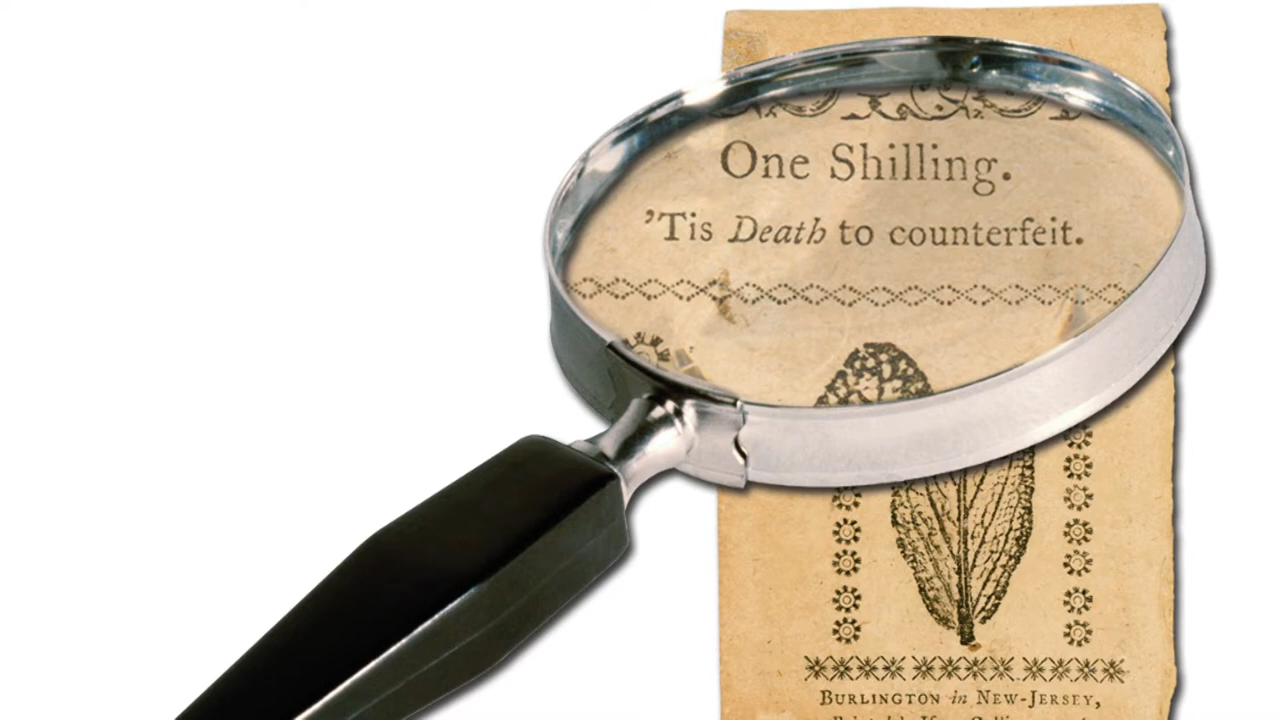 One Shilling.
’Tis Death to counterfeit.
BURLINGTON in NEW-JERSEY,